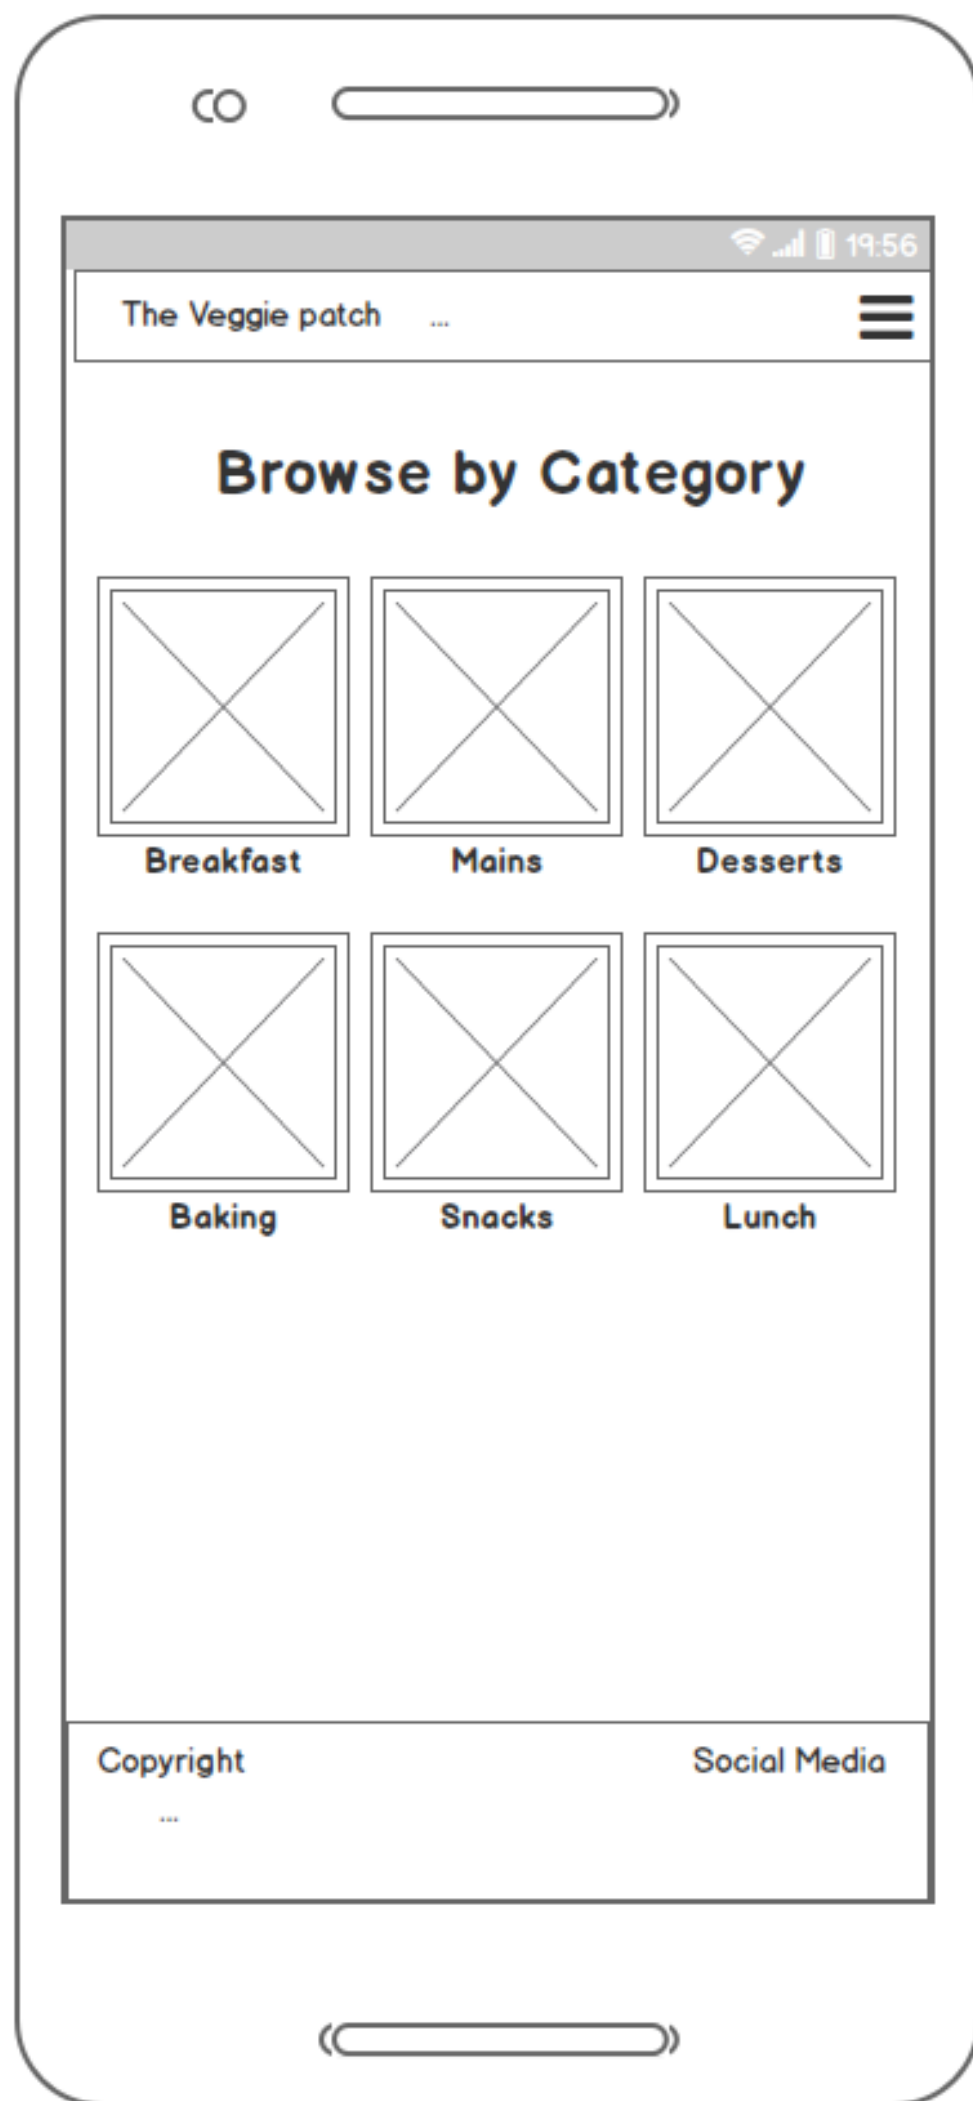 19:56
The Veggie patch ...
Browse by Category
Breakfast Mains Desserts
Baking Snacks Lunch
Copyright Social Media
...